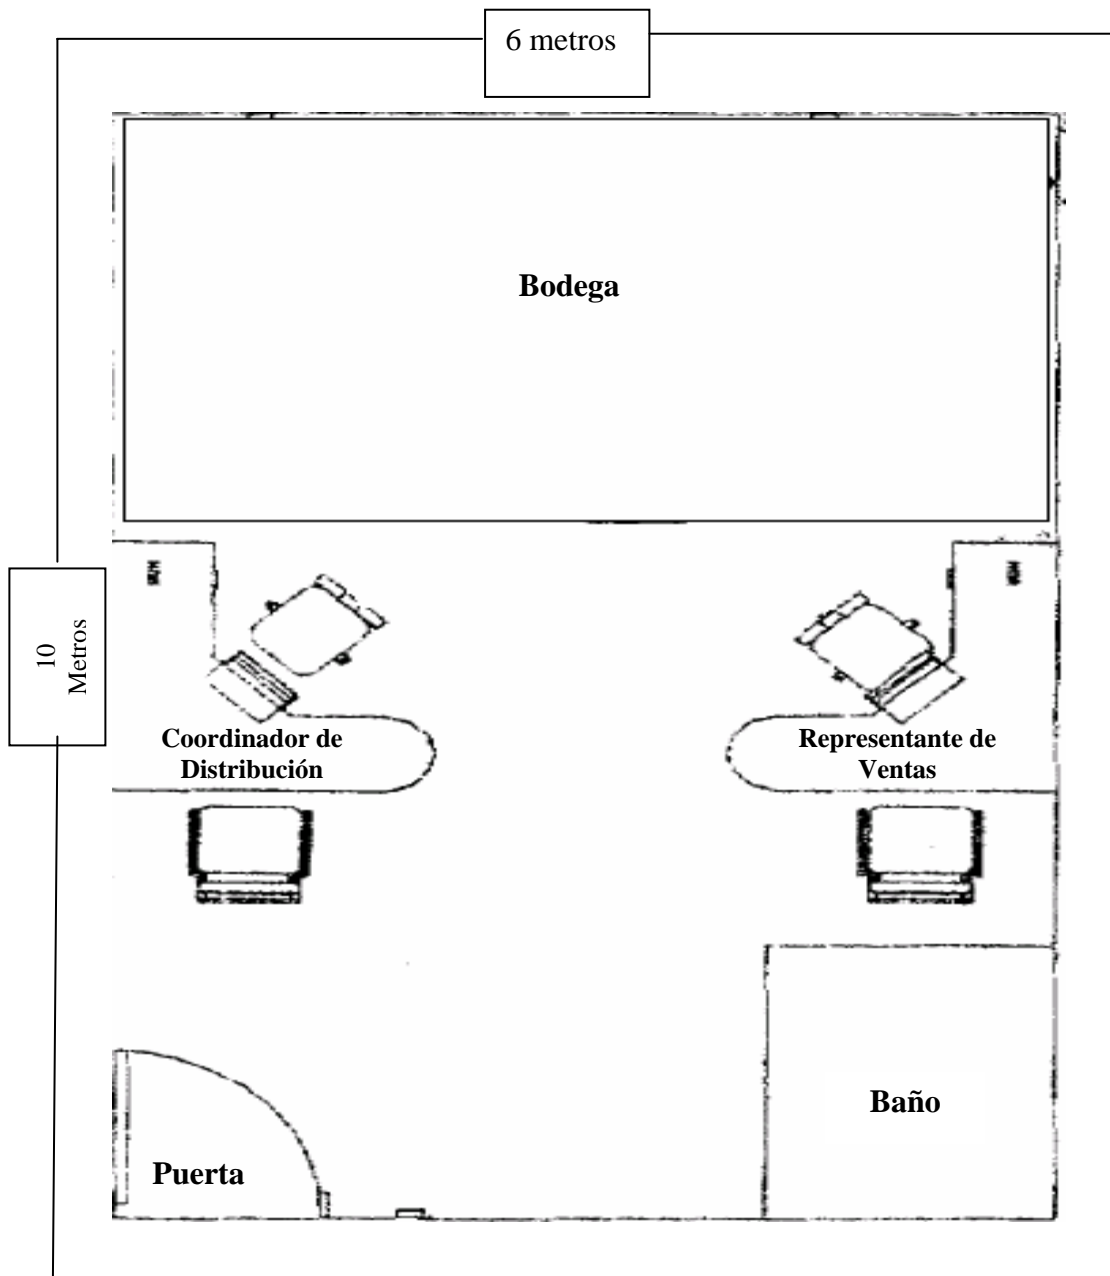 6 metros
Bodega
10
Metros
Coordinador de
Distribución
Representante de
Ventas
Baño
Puerta